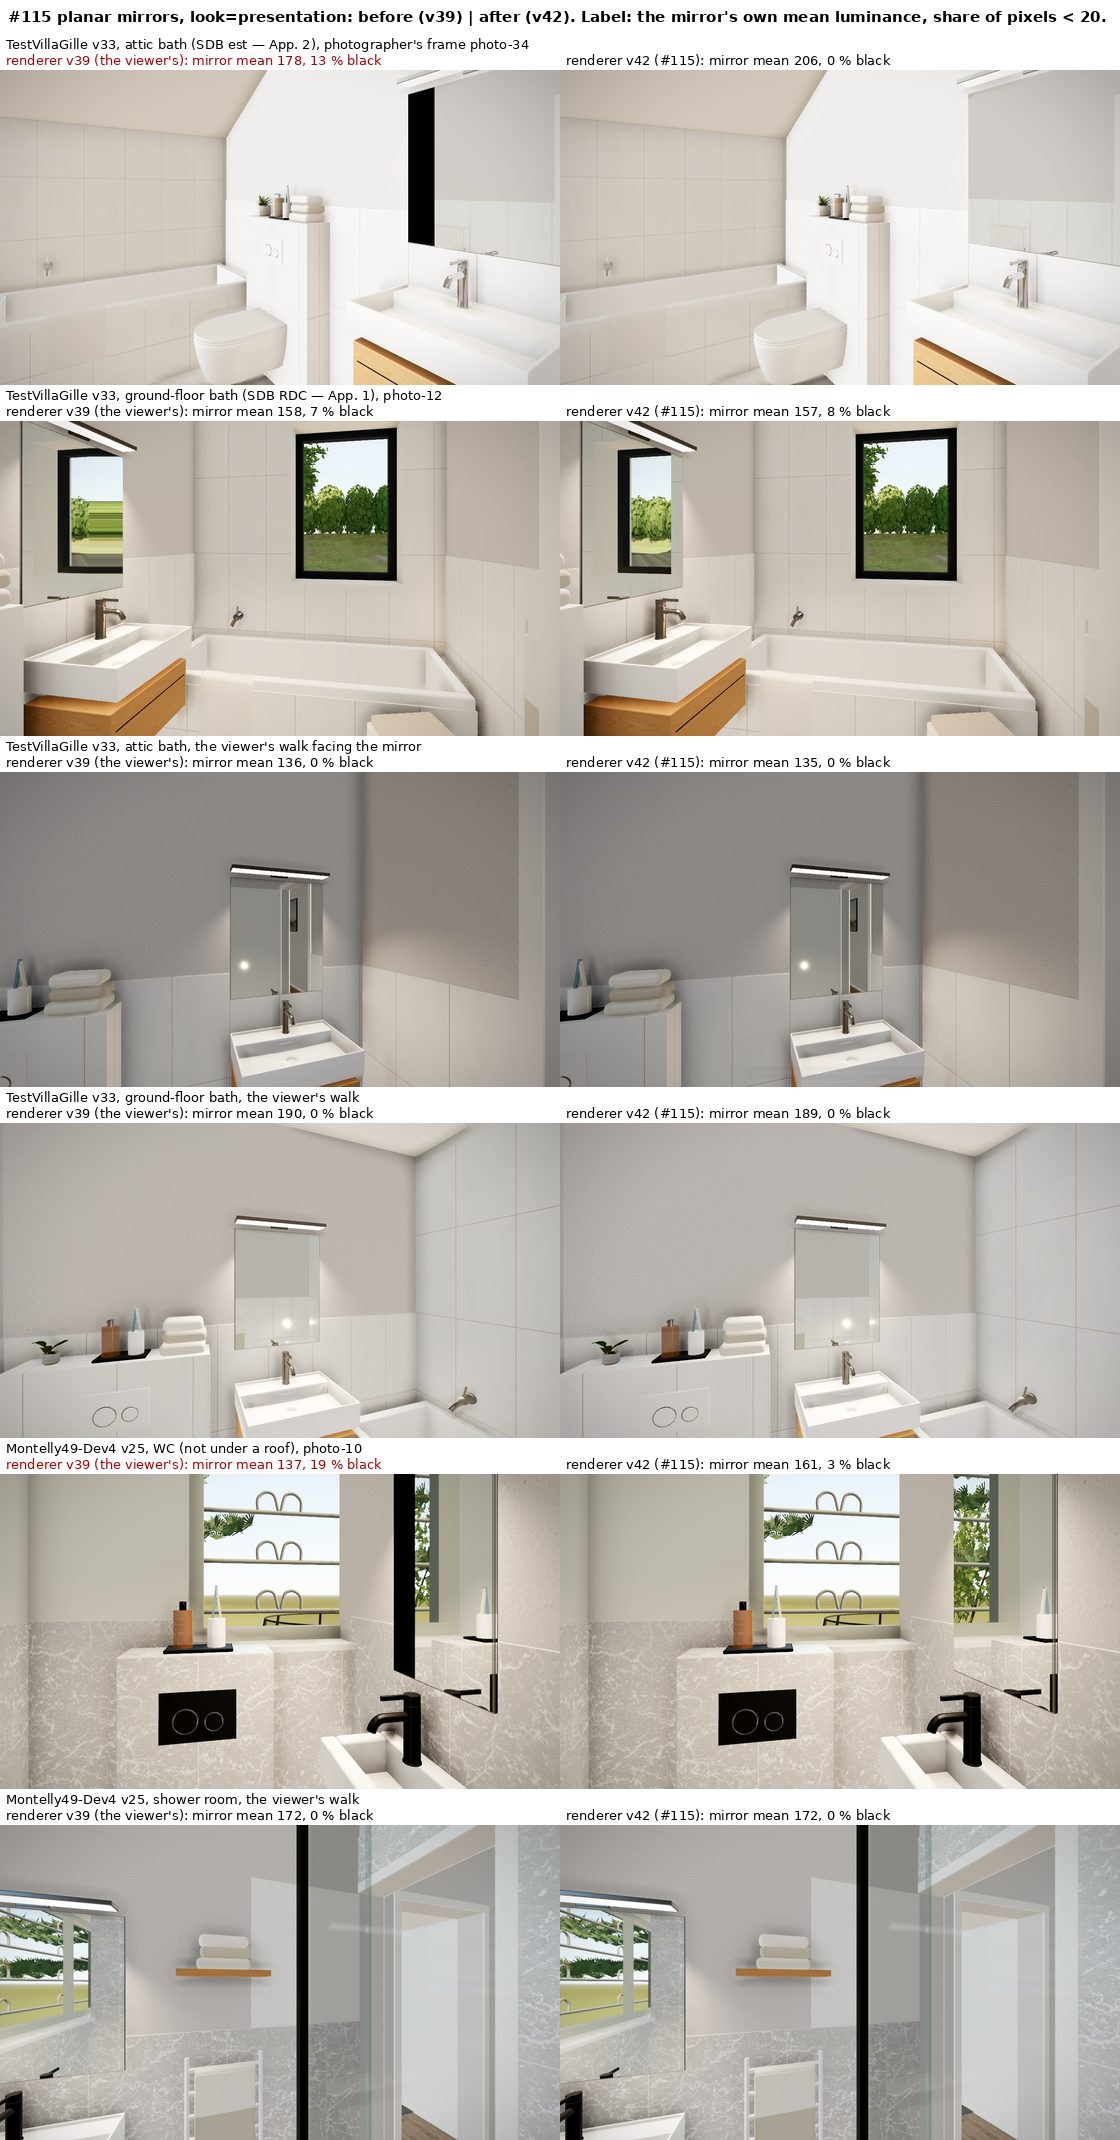 #115 planar mirrors, look=presentation: before (v39) | after (v42). Label: the mirror's own mean luminance, share of pixels < 20.
TestVillaGille v33, attic bath (SDB est — App. 2), photographer's frame photo-34
renderer v39 (the viewer's): mirror mean 178, 13 % black
renderer v42 (#115): mirror mean 206, 0 % black
TestVillaGille v33, ground-floor bath (SDB RDC — App. 1), photo-12
renderer v39 (the viewer's): mirror mean 158, 7 % black
renderer v42 (#115): mirror mean 157, 8 % black
TestVillaGille v33, attic bath, the viewer's walk facing the mirror
renderer v39 (the viewer's): mirror mean 136, 0 % black
renderer v42 (#115): mirror mean 135, 0 % black
TestVillaGille v33, ground-floor bath, the viewer's walk
renderer v39 (the viewer's): mirror mean 190, 0 % black
renderer v42 (#115): mirror mean 189, 0 % black
Montelly49-Dev4 v25, WC (not under a roof), photo-10
renderer v39 (the viewer's): mirror mean 137, 19 % black
renderer v42 (#115): mirror mean 161, 3 % black
Montelly49-Dev4 v25, shower room, the viewer's walk
renderer v39 (the viewer's): mirror mean 172, 0 % black
renderer v42 (#115): mirror mean 172, 0 % black